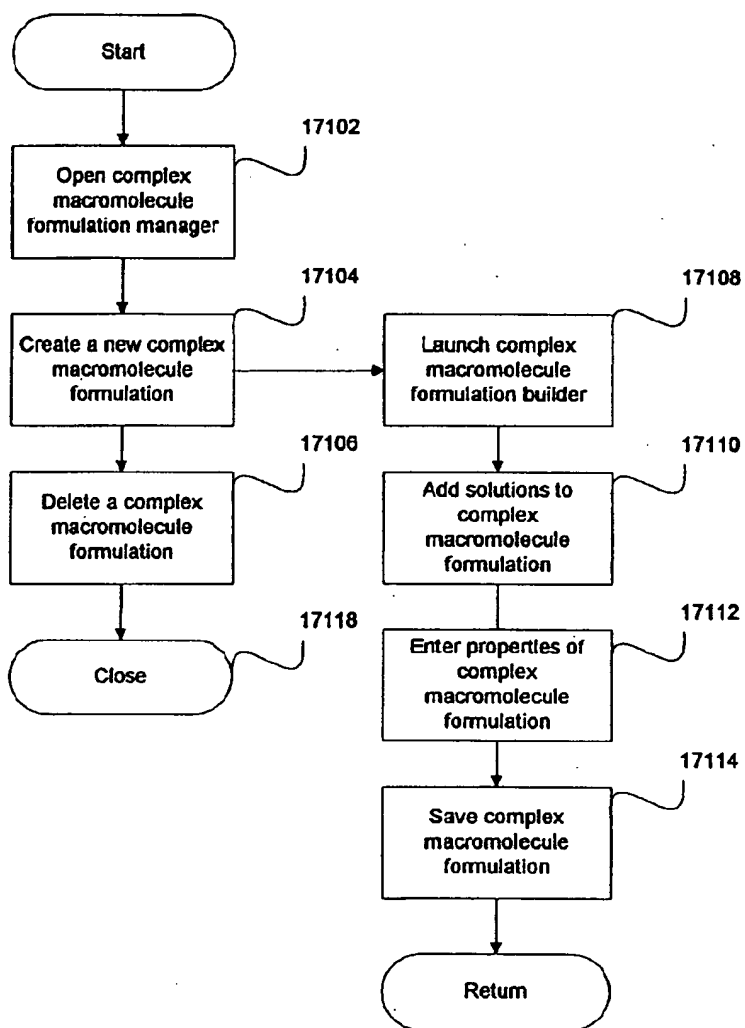 Start
17102
Open complex
macromolecule
formulation manager
17104
Create a new complex
macromolecule
formulation
17108
Launch complex
macromolecule
formulation builder
17106
Delete a complex
macromolecule
formulation
17110
Add solutions to
complex
macromolecule
formulation
17118
Close
17112
Enter properties of
complex
macromolecule
formulation
17114
Save complex
macromolecule
formulation
Return